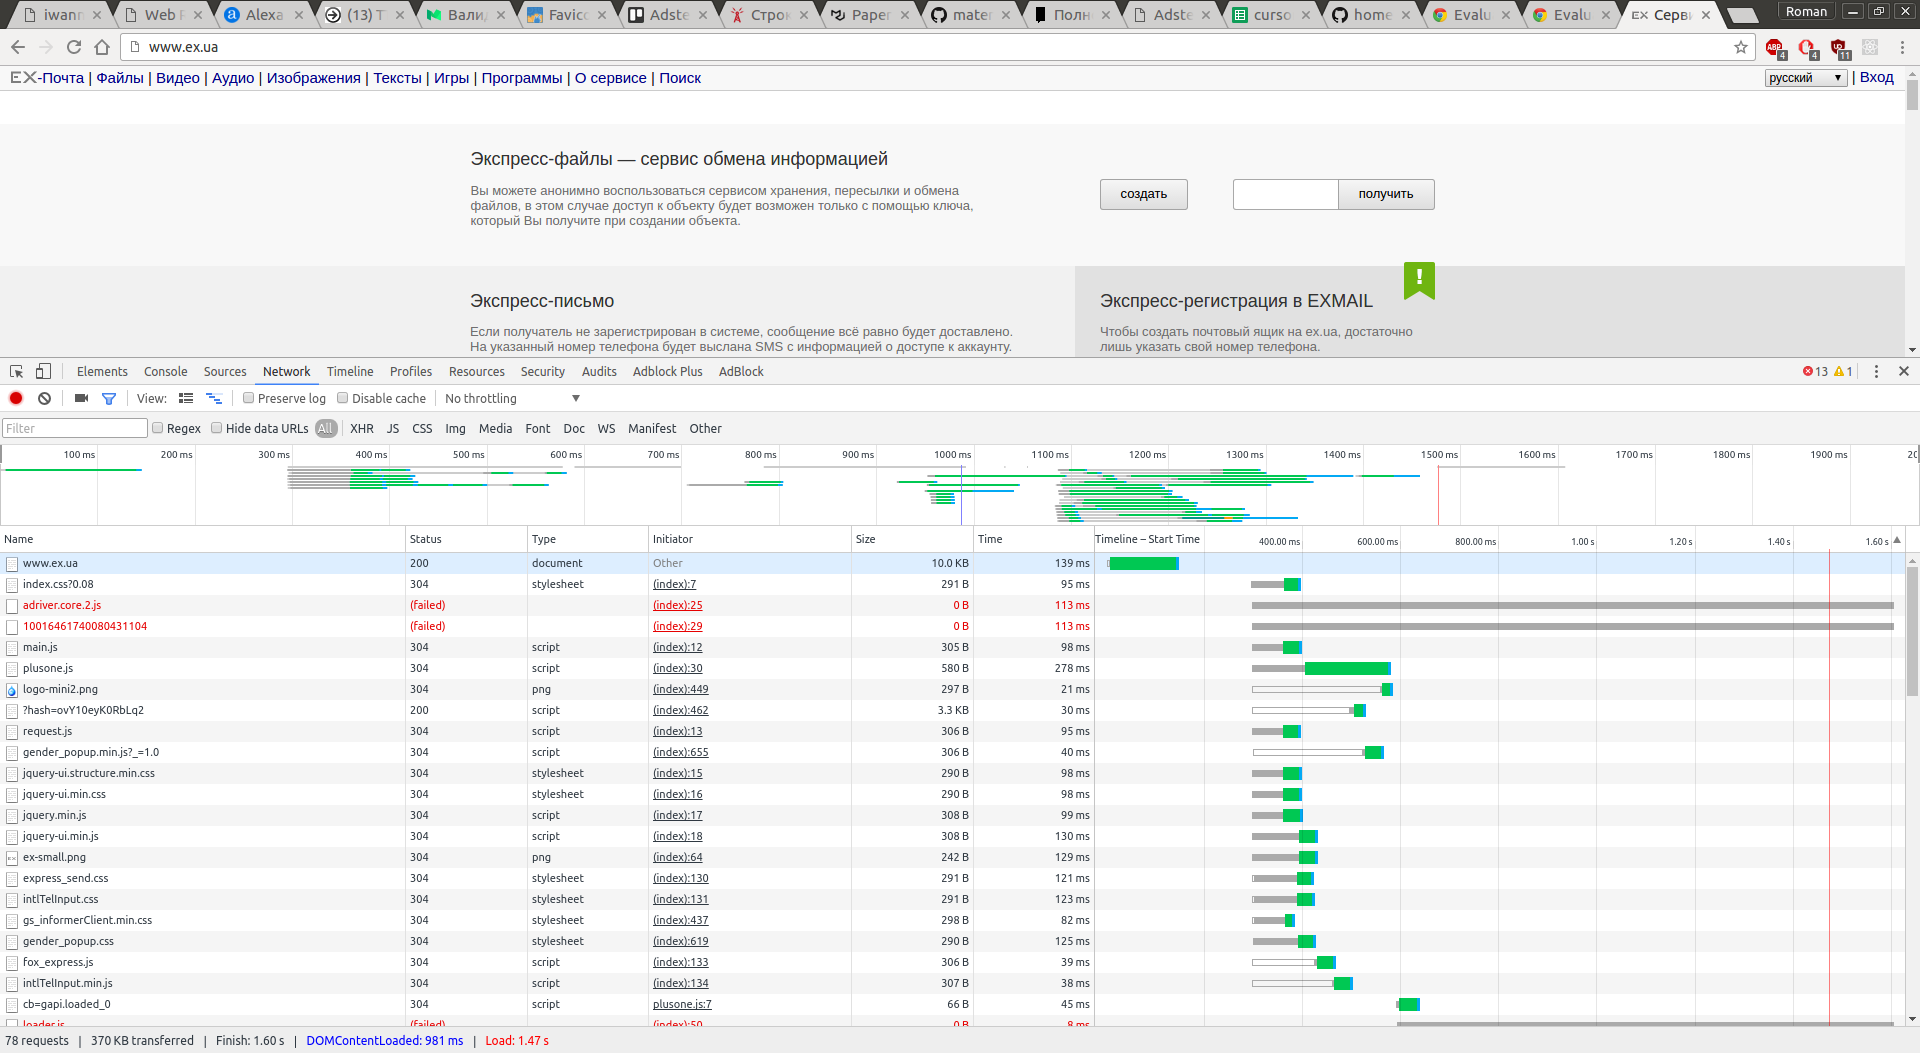 iwann Web F Alexa (13) Т Валид Favico Adste Строк Paper mater Полн Adste curso home Evalu Evalu EX Серви Roman
www.ex.ua ABP 4 4 11
EX-Почта | Файлы | Видео | Аудио | Изображения | Тексты | Игры | Программы | О сервисе | Поиск русский | Вход
Экспресс-файлы — сервис обмена информацией
Вы можете анонимно воспользоваться сервисом хранения, пересылки и обмена
файлов, в этом случае доступ к объекту будет возможен только с помощью ключа,
который Вы получите при создании объекта.
создать получить
Экспресс-письмо
Если получатель не зарегистрирован в системе, сообщение всё равно будет доставлено.
На указанный номер телефона будет выслана SMS с информацией о доступе к аккаунту.
!
Экспресс-регистрация в EXMAIL
Чтобы создать почтовый ящик на ex.ua, достаточно
лишь указать свой номер телефона.
Elements Console Sources Network Timeline Profiles Resources Security Audits Adblock Plus AdBlock 13 1
View: Preserve log Disable cache No throttling
Filter Regex Hide data URLs All XHR JS CSS Img Media Font Doc WS Manifest Other
100 ms 200 ms 300 ms 400 ms 500 ms 600 ms 700 ms 800 ms 900 ms 1000 ms 1100 ms 1200 ms 1300 ms 1400 ms 1500 ms 1600 ms 1700 ms 1800 ms 1900 ms
Name Status Type Initiator Size Time Timeline – Start Time 400.00 ms 600.00 ms 800.00 ms 1.00 s 1.20 s 1.40 s 1.60 s
www.ex.ua 200 document Other 10.0 KB 139 ms
index.css?0.08 304 stylesheet (index):7 291 B 95 ms
adriver.core.2.js (failed) (index):25 0 B 113 ms
10016461740080431104 (failed) (index):29 0 B 113 ms
main.js 304 script (index):12 305 B 98 ms
plusone.js 304 script (index):30 580 B 278 ms
logo-mini2.png 304 png (index):449 297 B 21 ms
?hash=ovY10eyK0RbLq2 200 script (index):462 3.3 KB 30 ms
request.js 304 script (index):13 306 B 95 ms
gender_popup.min.js?_=1.0 304 script (index):655 306 B 40 ms
jquery-ui.structure.min.css 304 stylesheet (index):15 290 B 98 ms
jquery-ui.min.css 304 stylesheet (index):16 290 B 98 ms
jquery.min.js 304 script (index):17 308 B 99 ms
jquery-ui.min.js 304 script (index):18 308 B 130 ms
ex-small.png 304 png (index):64 242 B 129 ms
express_send.css 304 stylesheet (index):130 291 B 121 ms
intlTelInput.css 304 stylesheet (index):131 291 B 123 ms
gs_informerClient.min.css 304 stylesheet (index):437 298 B 82 ms
gender_popup.css 304 stylesheet (index):619 290 B 125 ms
fox_express.js 304 script (index):133 306 B 39 ms
intlTelInput.min.js 304 script (index):134 307 B 38 ms
cb=gapi.loaded_0 304 script plusone.js:7 66 B 45 ms
loader.js (failed) (index):50 0 B 8 ms
78 requests | 370 KB transferred | Finish: 1.60 s | DOMContentLoaded: 981 ms | Load: 1.47 s